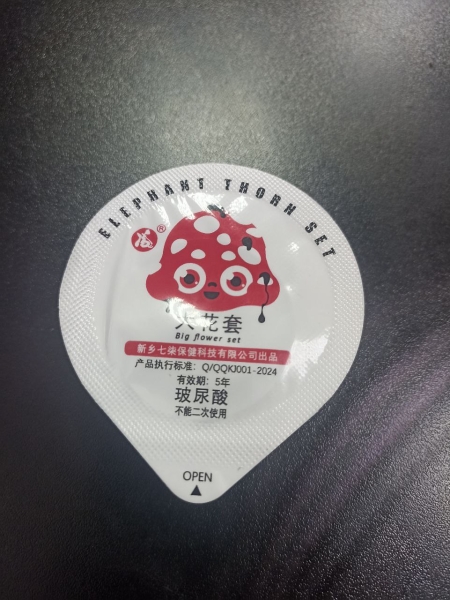 ELEPHANT THORN SET
®
大花套
Big flower set
新乡七柒保健科技有限公司出品
产品执行标准：Q/QQKJ001-2024
有效期：5年
玻尿酸
不能二次使用
OPEN